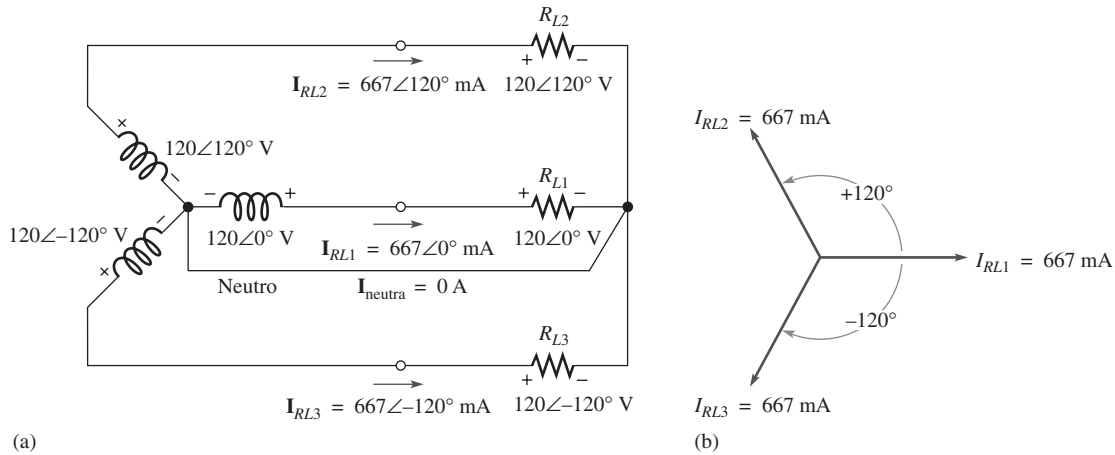 R_L2
+ –
I_RL2 = 667∠120° mA 120∠120° V
+
120∠120° V
–
R_L1
– + + –
120∠–120° V
–
+
120∠0° V
I_RL1 = 667∠0° mA
120∠0° V
Neutro I_neutra = 0 A
R_L3
+ –
I_RL3 = 667∠–120° mA 120∠–120° V
(a)
I_RL2 = 667 mA
+120°
I_RL1 = 667 mA
–120°
I_RL3 = 667 mA
(b)